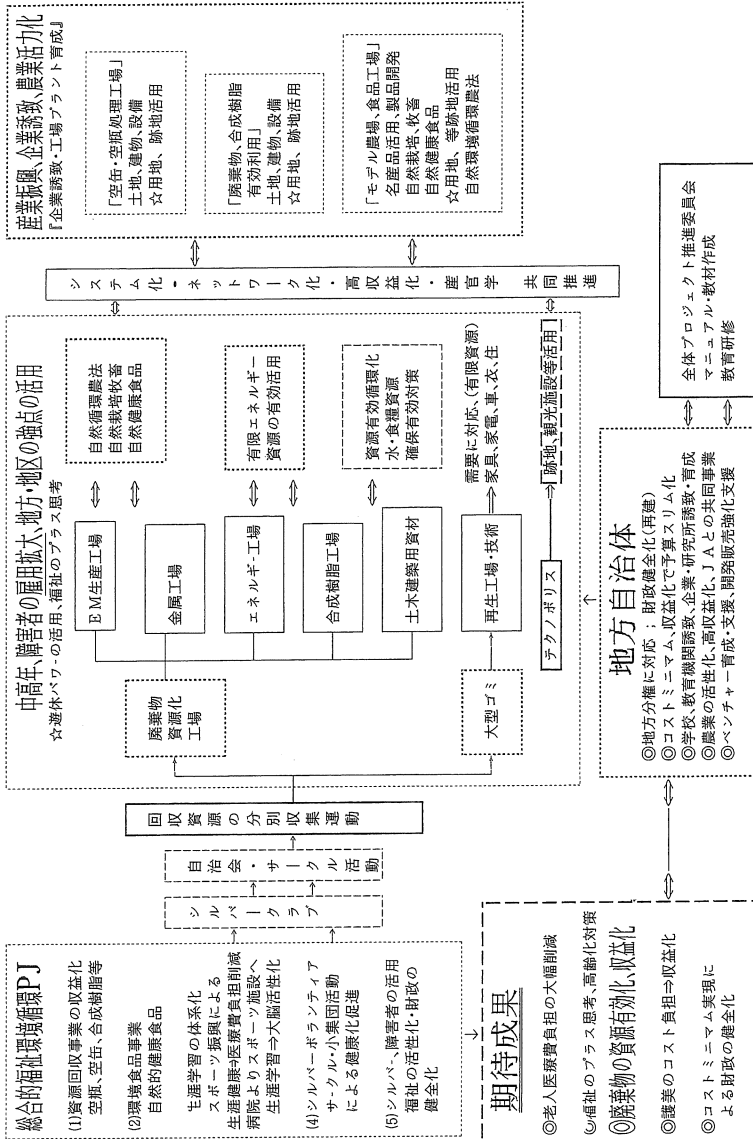 総合的福祉環境循環PJ
(1)資源回収事業の収益化
空瓶、空缶、合成樹脂等
(2)環境食品事業
自然的健康食品
涯学習の体系化
スポーツ振興による
生涯健康⇒医療費負担削減
病院よりスポーツ施設へ
生涯学習⇒大脳活性化
(4)シルバーボランティア
サークル・小集団活動
による健康化促進
(5)シルバー、障害者の活用
福祉の活性化・財政の
健全化
シルバークラブ
自治会・サークル活動
回収資源の分別収集運動
中高年、障害者の雇用拡大、地方・地区の強点の活用
☆遊休パワーの活用、福祉のプラス思考
廃棄物
資源化
工場
大型ゴミ
EM生産工場
金属工場
エネルギー工場
合成樹脂工場
土木建築用資材
再生工場・技術
自然循環農法
自然栽培牧畜
自然健康食品
有限エネルギー
資源の有効活用
資源有効循環化
水・食糧資源
確保有効対策
需要に対応、(有限資源)
家具、家電、車、衣、住
テクノポリス
跡地、観光施設等活用
システム化・ネットワーク化・高収益化・産官学 共同推進
産業振興、企業誘致、農業活力化
『企業誘致・工場プラント育成』
「空缶・空瓶処理工場」
土地、建物、設備
☆用地、跡地活用
「廃棄物、合成樹脂
有効利用」
土地、建物、設備
☆用地、跡地活用
「モデル農場、食品工場」
名産品活用、製品開発
自然栽培、牧畜
自然健康食品
☆用地、等跡地活用
自然環境循環農法
期待成果
◎老人医療費負担の大幅削減
福祉のプラス思考、高齢化対策
◎廃棄物の資源有効化、収益化
◎護美のコスト負担⇒収益化
◎コストミニマム実現に
よる財政の健全化
地方自治体
◎地方分権に対応；財政健全化(再建)
◎コストミニマム、収益化で予算スリム化
◎学校、教育機関誘致、企業・研究所誘致・育成
◎農業の活性化、高収益化、JAとの共同事業
◎ベンチャー育成・支援、開発販売強化支援
全体プロジェクト推進委員会
マニュアル・教材作成
教育研修